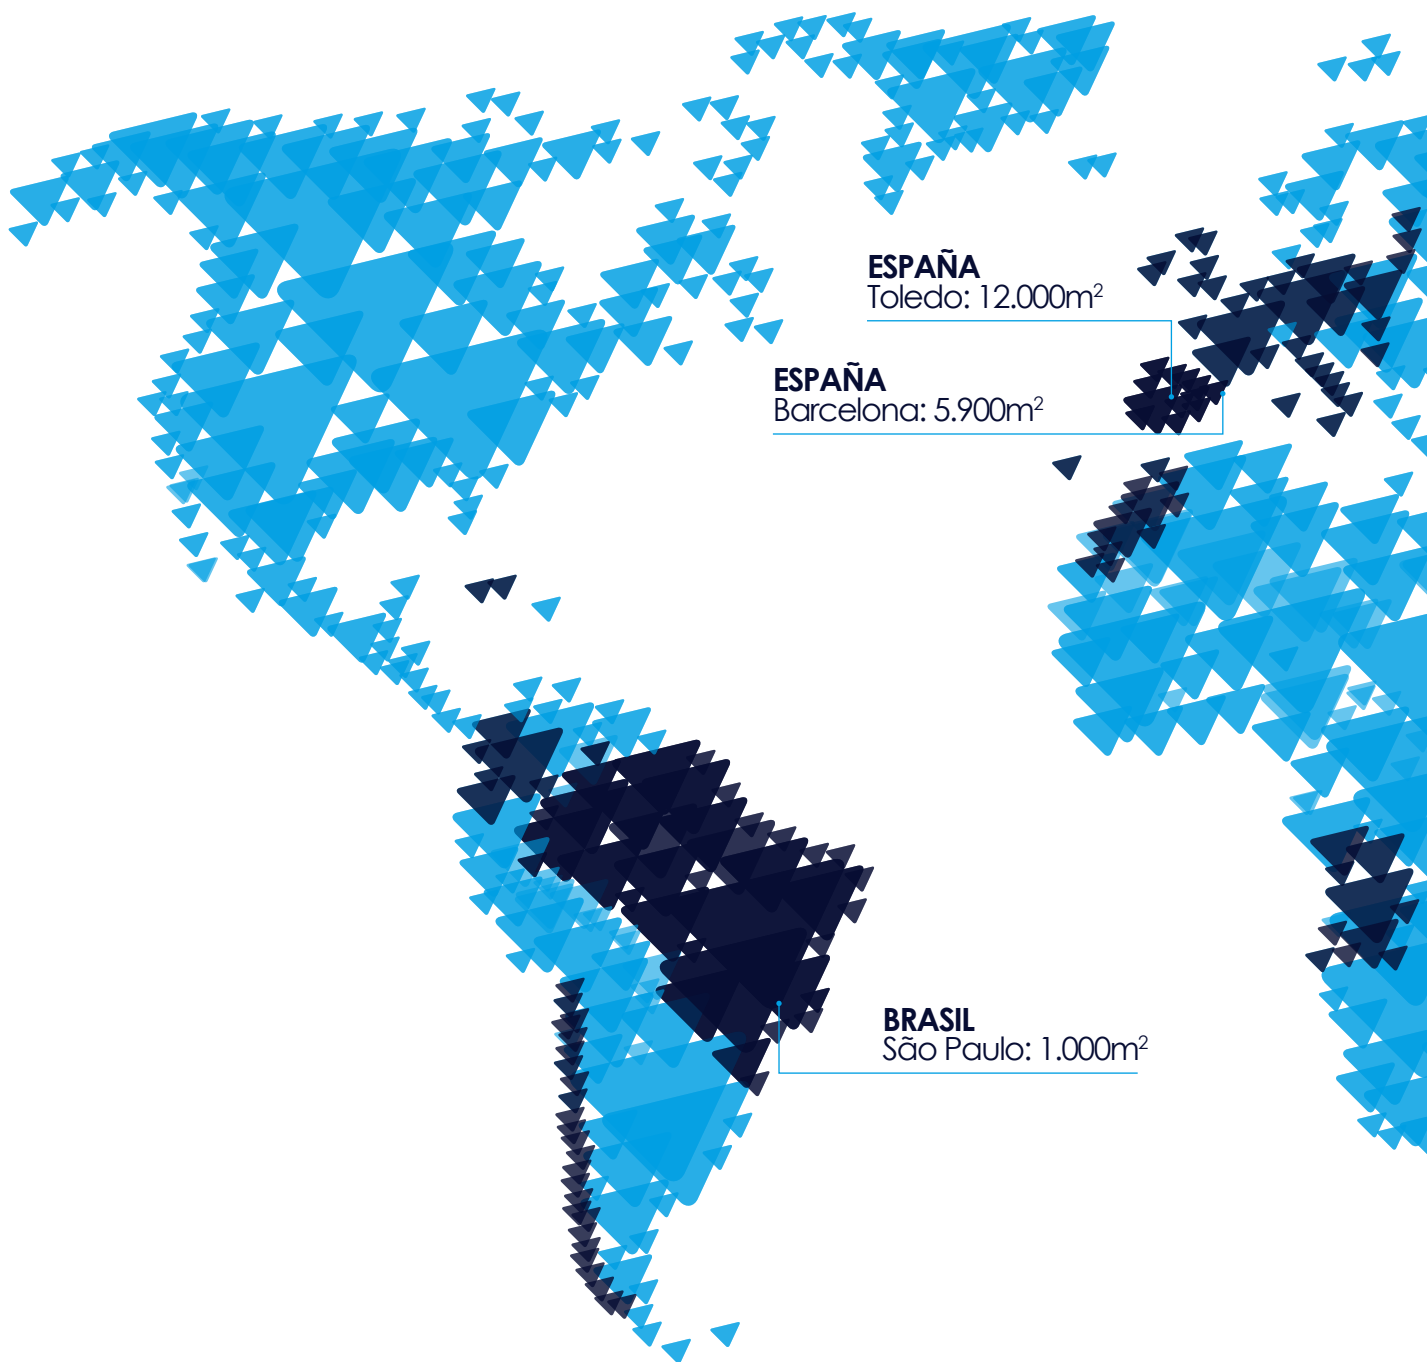 ESPAÑA
Toledo: 12.000m²
ESPAÑA
Barcelona: 5.900m²
BRASIL
São Paulo: 1.000m²